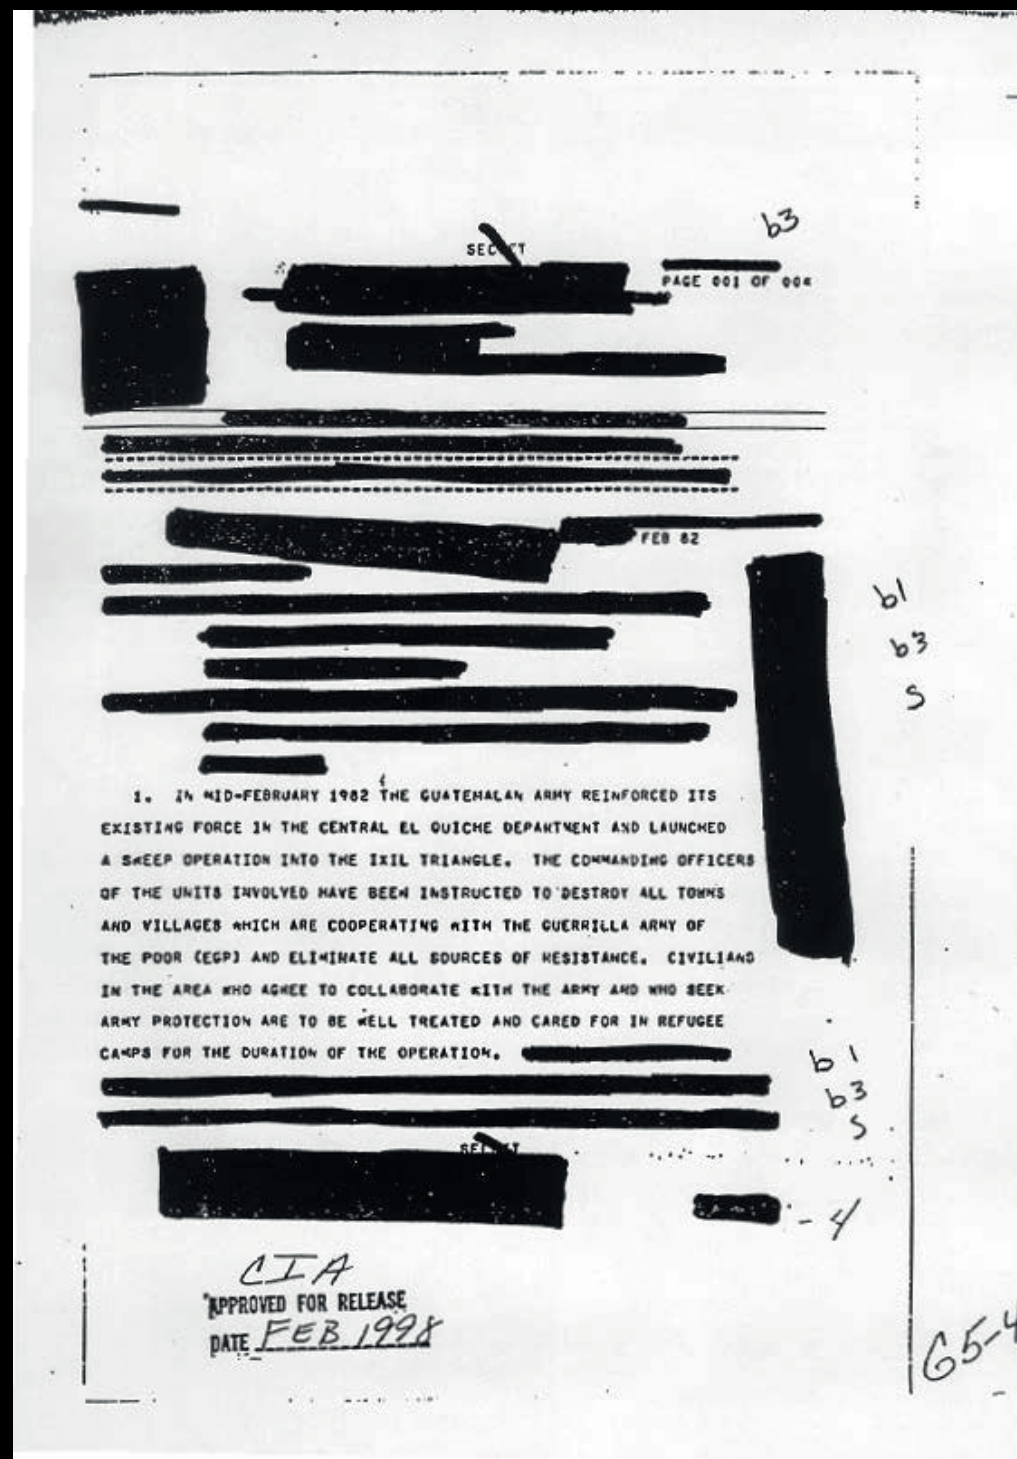 b3
SECRET
PAGE 001 OF 004
FEB 82
b1
b3
S
1. IN MID-FEBRUARY 1982 THE GUATEMALAN ARMY REINFORCED ITS
EXISTING FORCE IN THE CENTRAL EL QUICHE DEPARTMENT AND LAUNCHED
A SWEEP OPERATION INTO THE IXIL TRIANGLE. THE COMMANDING OFFICERS
OF THE UNITS INVOLVED HAVE BEEN INSTRUCTED TO DESTROY ALL TOWNS
AND VILLAGES WHICH ARE COOPERATING WITH THE GUERRILLA ARMY OF
THE POOR (EGP) AND ELIMINATE ALL SOURCES OF RESISTANCE. CIVILIANS
IN THE AREA WHO AGREE TO COLLABORATE WITH THE ARMY AND WHO SEEK
ARMY PROTECTION ARE TO BE WELL TREATED AND CARED FOR IN REFUGEE
CAMPS FOR THE DURATION OF THE OPERATION.
b1
b3
S
SECRET
-4
CIA
APPROVED FOR RELEASE
DATE FEB 1998
65-4